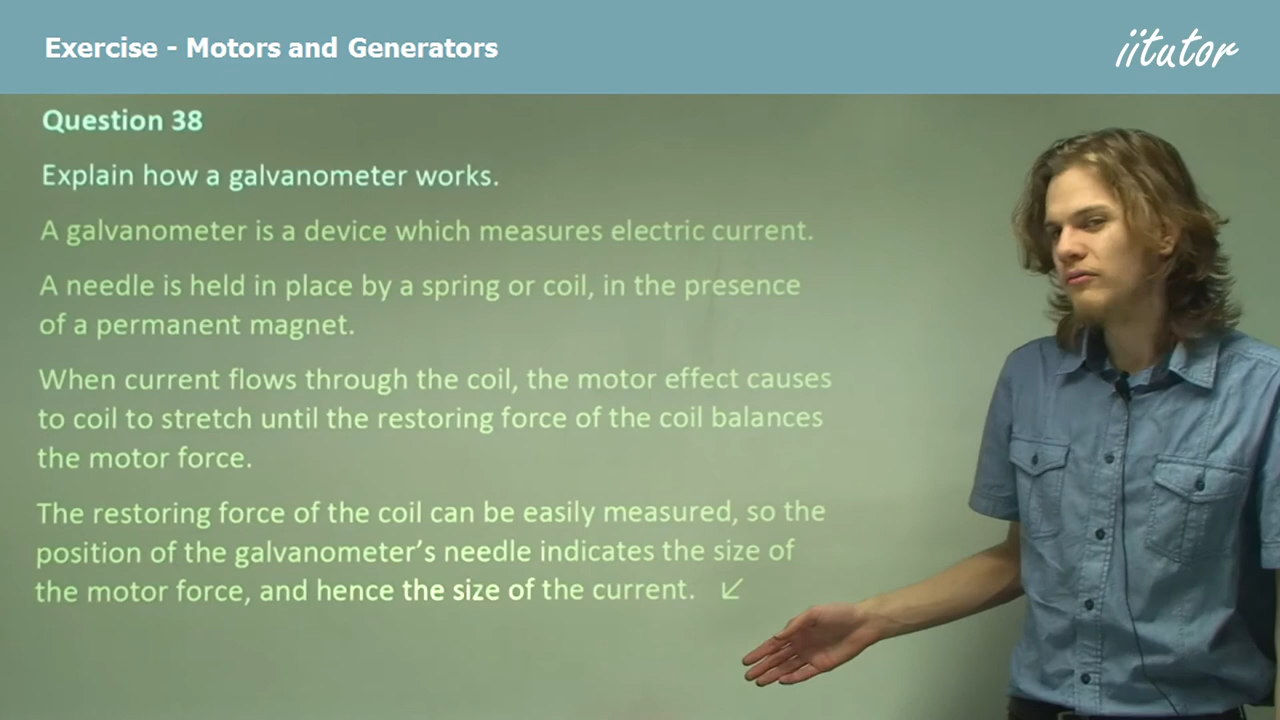 Exercise - Motors and Generators
iitutor
Question 38
Explain how a galvanometer works.
A galvanometer is a device which measures electric current.
A needle is held in place by a spring or coil, in the presence
of a permanent magnet.
When current flows through the coil, the motor effect causes
to coil to stretch until the restoring force of the coil balances
the motor force.
The restoring force of the coil can be easily measured, so the
position of the galvanometer’s needle indicates the size of
the motor force, and hence the size of the current. ↙